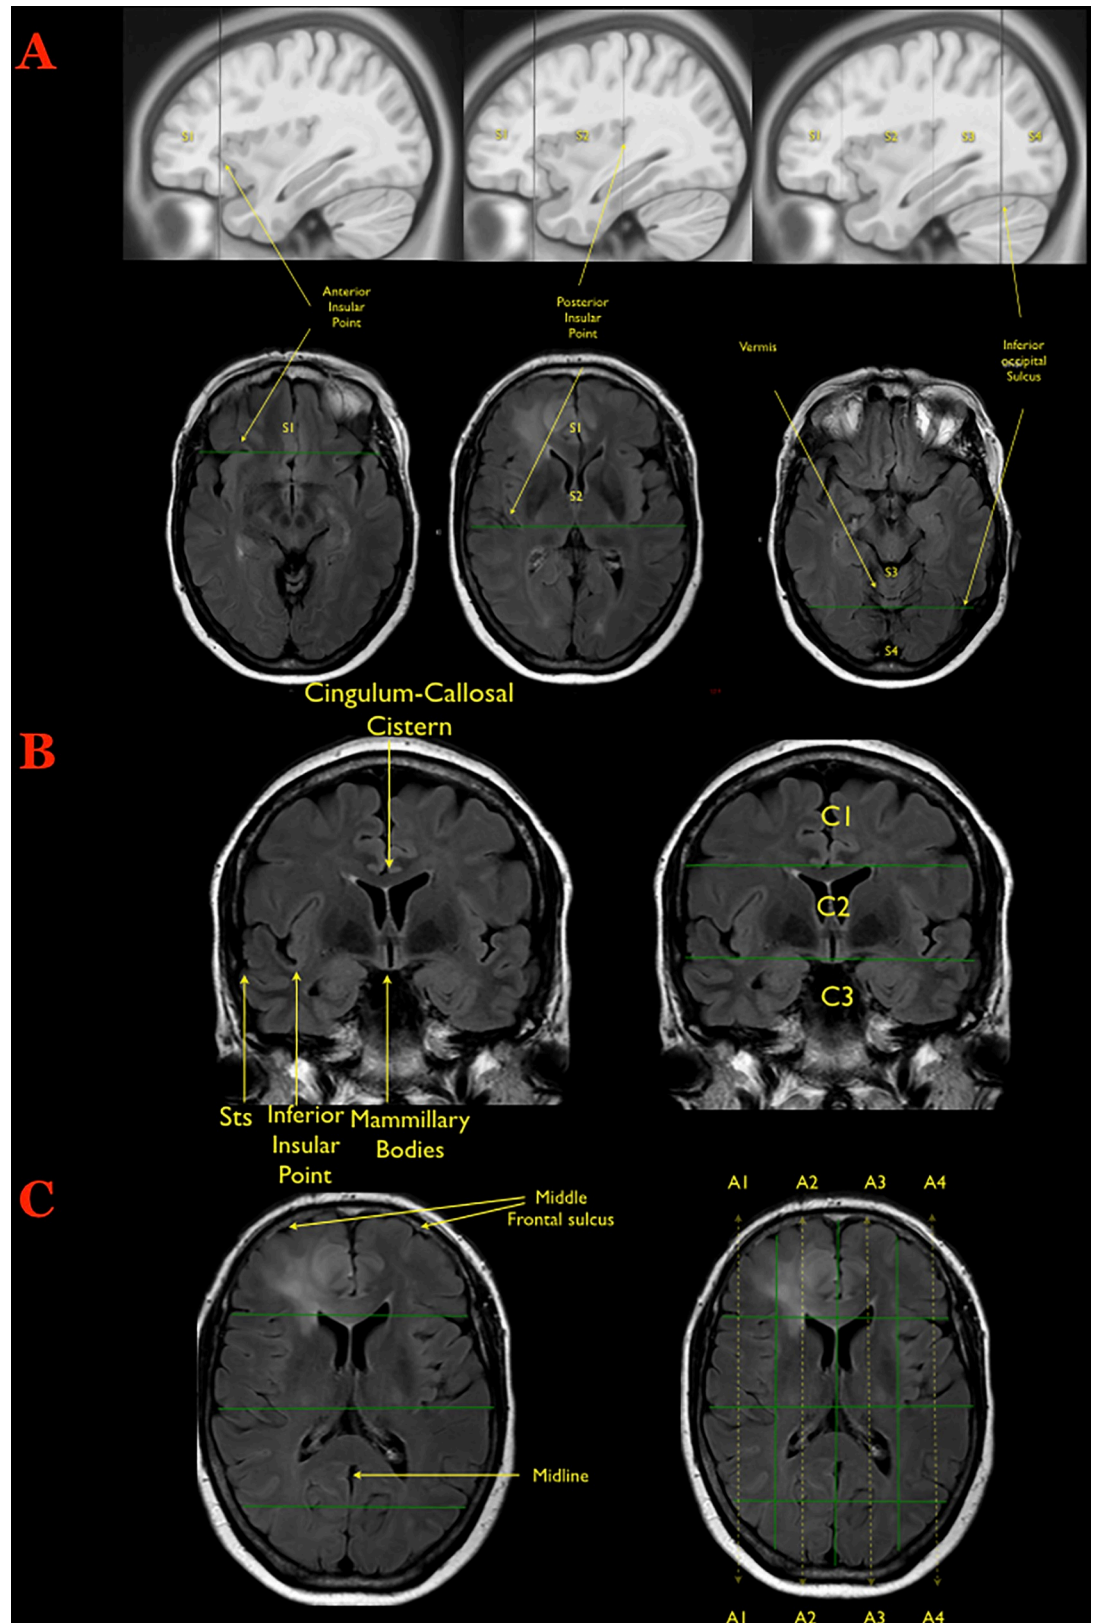 A
S1
S1
S2
S1
S2
S3
S4
Anterior
Insular
Point
Posterior
Insular
Point
Vermis
Inferior
occipital
Sulcus
S1
S1
S2
S3
S4
Cingulum-Callosal
Cistern
B
C1
C2
C3
Sts
Inferior
Insular
Point
Mammillary
Bodies
C
Middle
Frontal sulcus
Midline
A1 A2 A3 A4
A1 A2 A3 A4